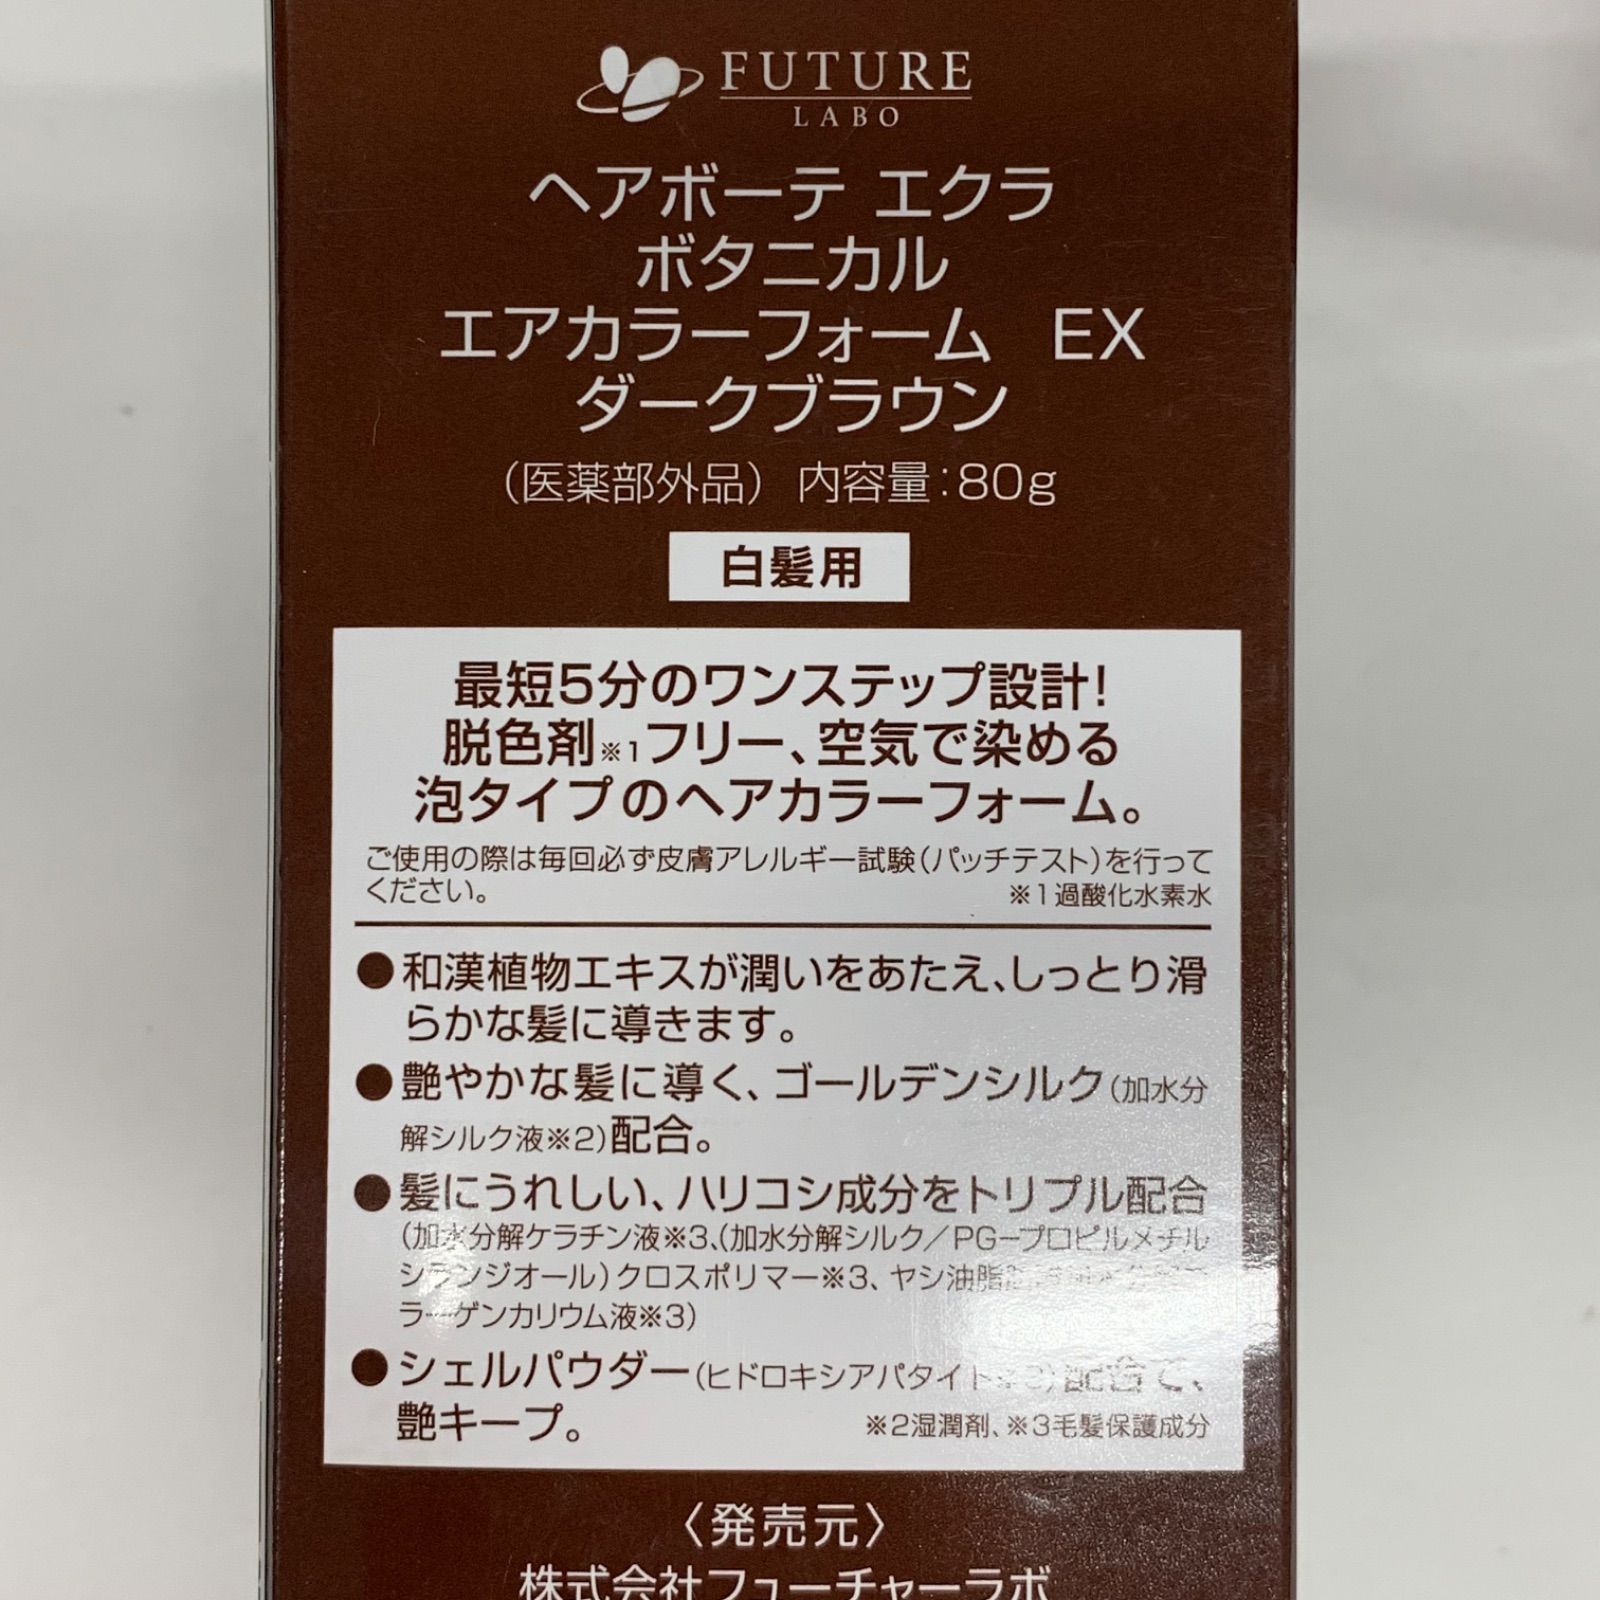 FUTURE
LABO
ヘアボーテ エクラ
ボタニカル
エアカラーフォーム EX
ダークブラウン
(医薬部外品) 内容量:80g
白髪用
最短5分のワンステップ設計!
脱色剤※1フリー、空気で染める
泡タイプのヘアカラーフォーム。
ご使用の際は毎回必ず皮膚アレルギー試験(パッチテスト)を行って
ください。 ※1過酸化水素水
●和漢植物エキスが潤いをあたえ、しっとり滑
らかな髪に導きます。
●艶やかな髪に導く、ゴールデンシルク(加水分
解シルク液※2)配合。
●髪にうれしい、ハリコシ成分をトリプル配合
(加水分解ケラチン液※3、(加水分解シルク/PG-プロピルメチル
シランジオール)クロスポリマー※3、ヤシ油脂
ラーゲンカリウム液※3)
●シェルパウダー(ヒドロキシアパタイト 配合で、
艶キープ。 ※2湿潤剤、※3毛髪保護成分
〈発売元〉
株式会社フューチャーラボ